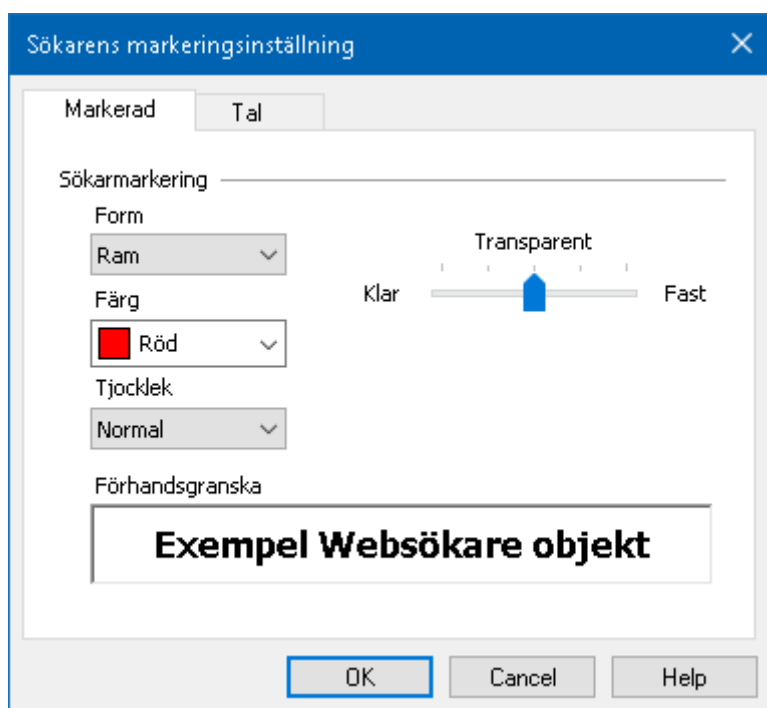 Sökarens markeringsinställning
Markerad Tal
Sökarmarkering
Form
Ram
Transparent
Klar Fast
Färg
Röd
Tjocklek
Normal
Förhandsgranska
Exempel Websökare objekt
OK Cancel Help